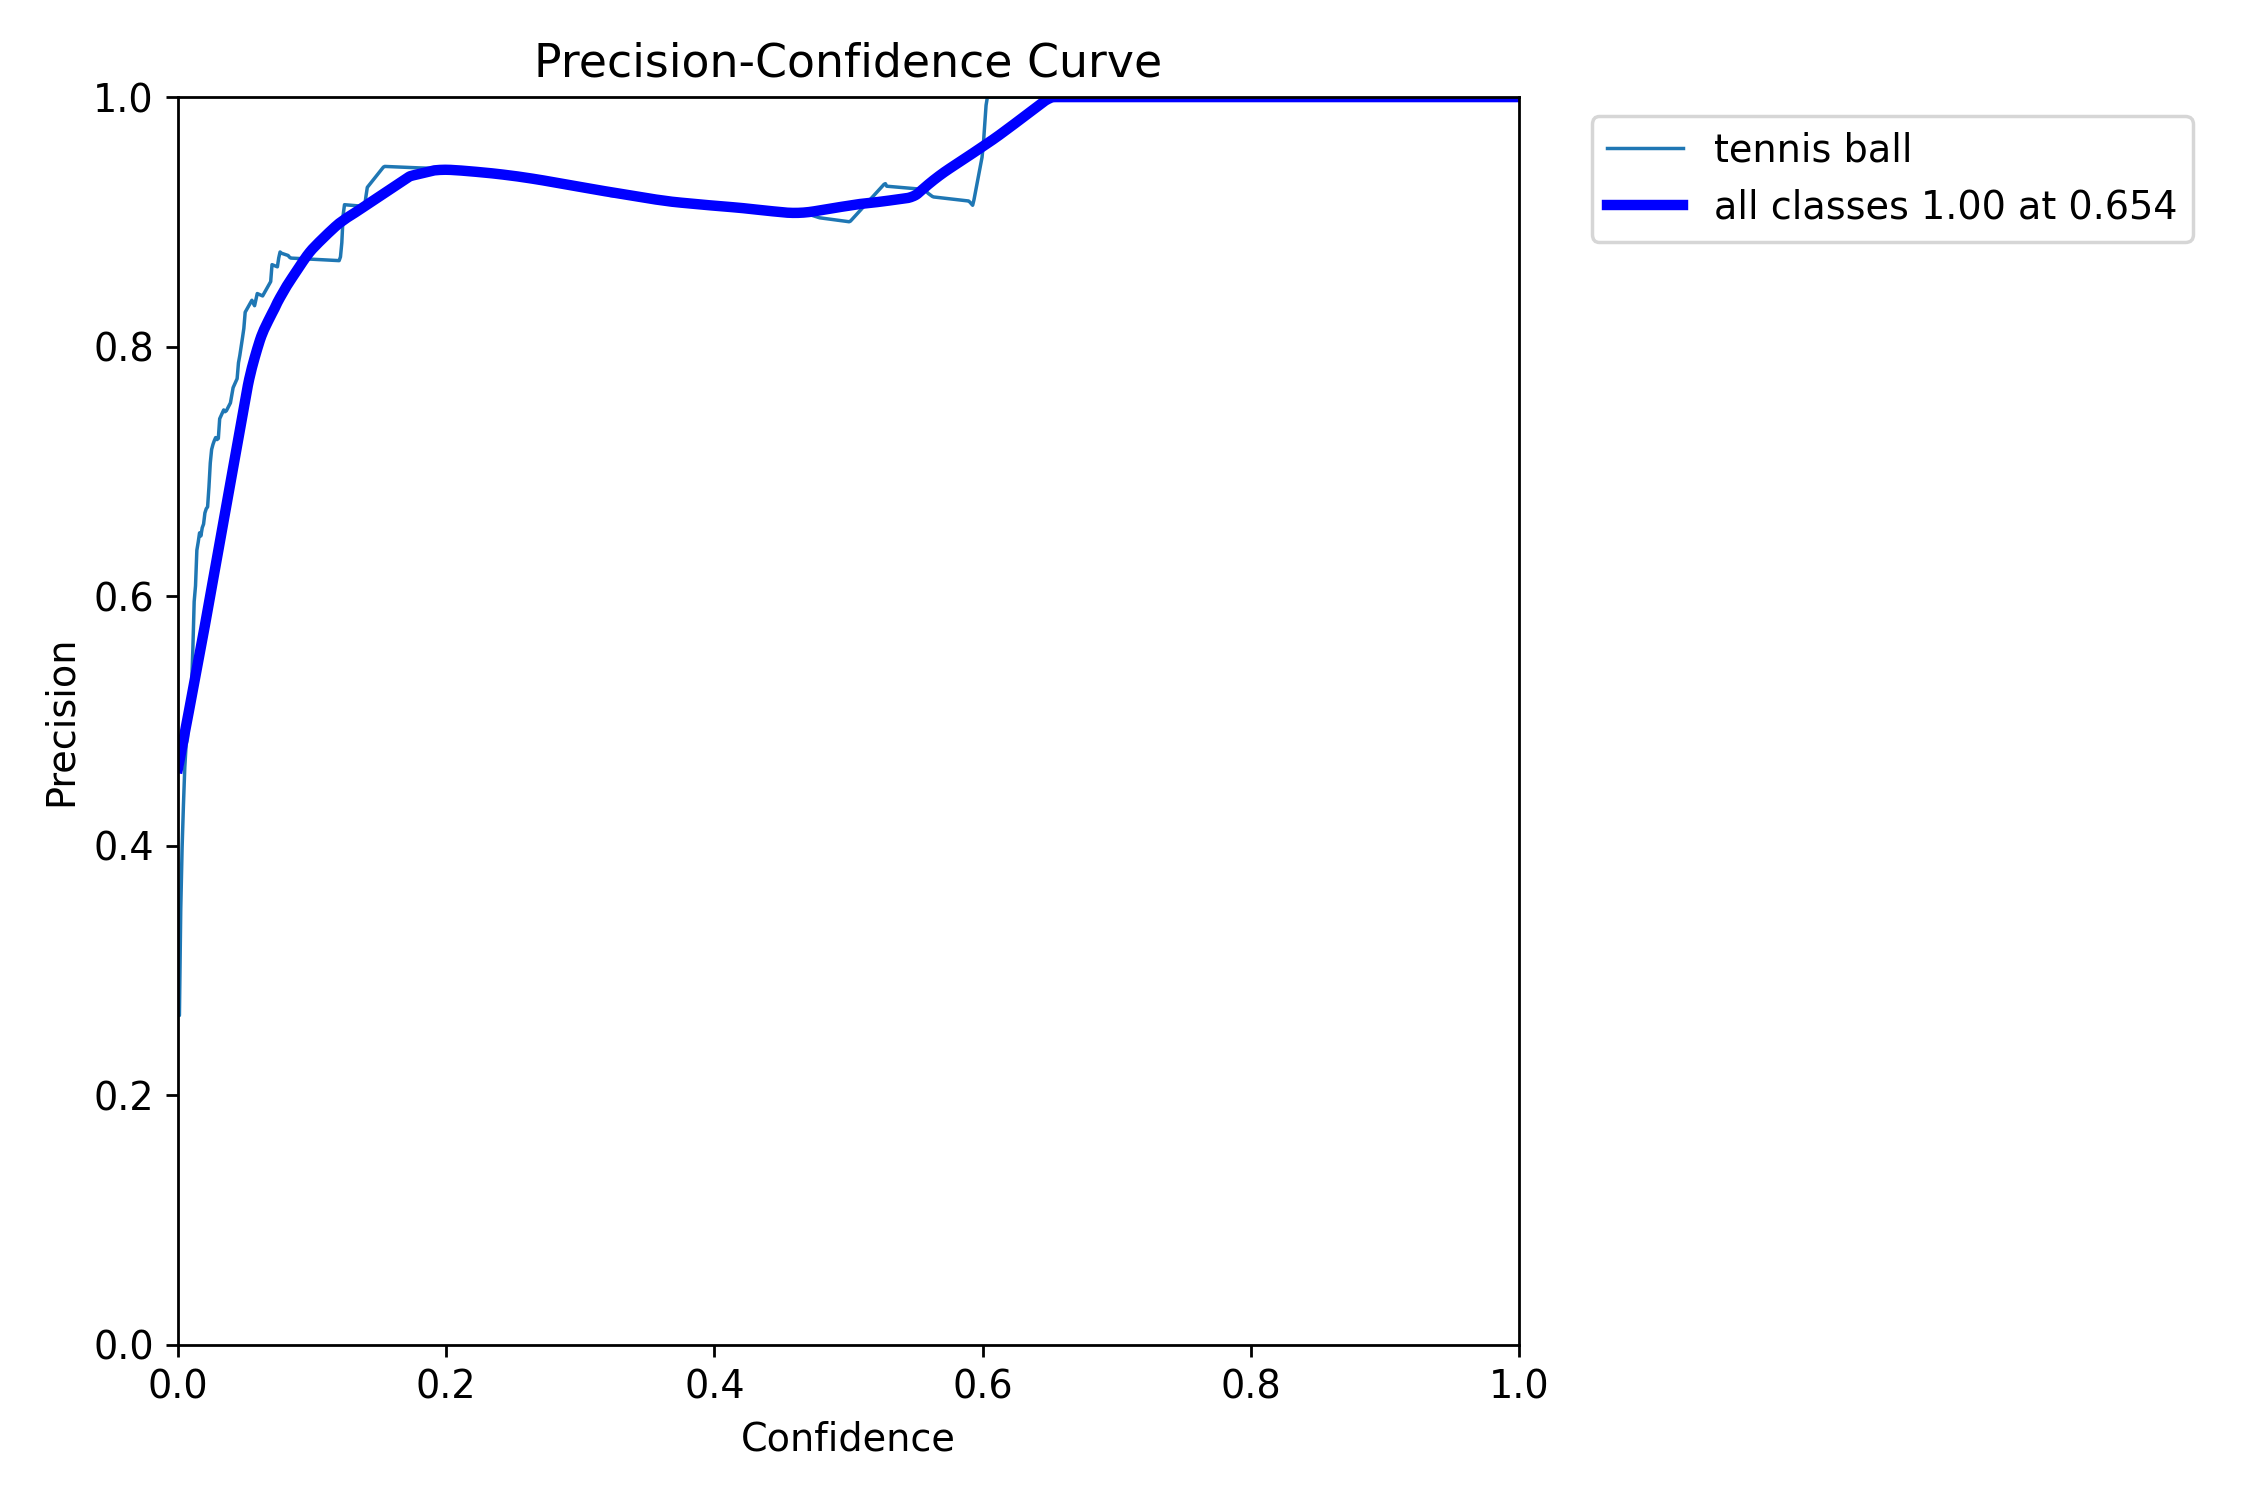 Precision-Confidence Curve
tennis ball
all classes 1.00 at 0.654
Precision
1.0
0.8
0.6
0.4
0.2
0.0
0.0 0.2 0.4 0.6 0.8 1.0
Confidence